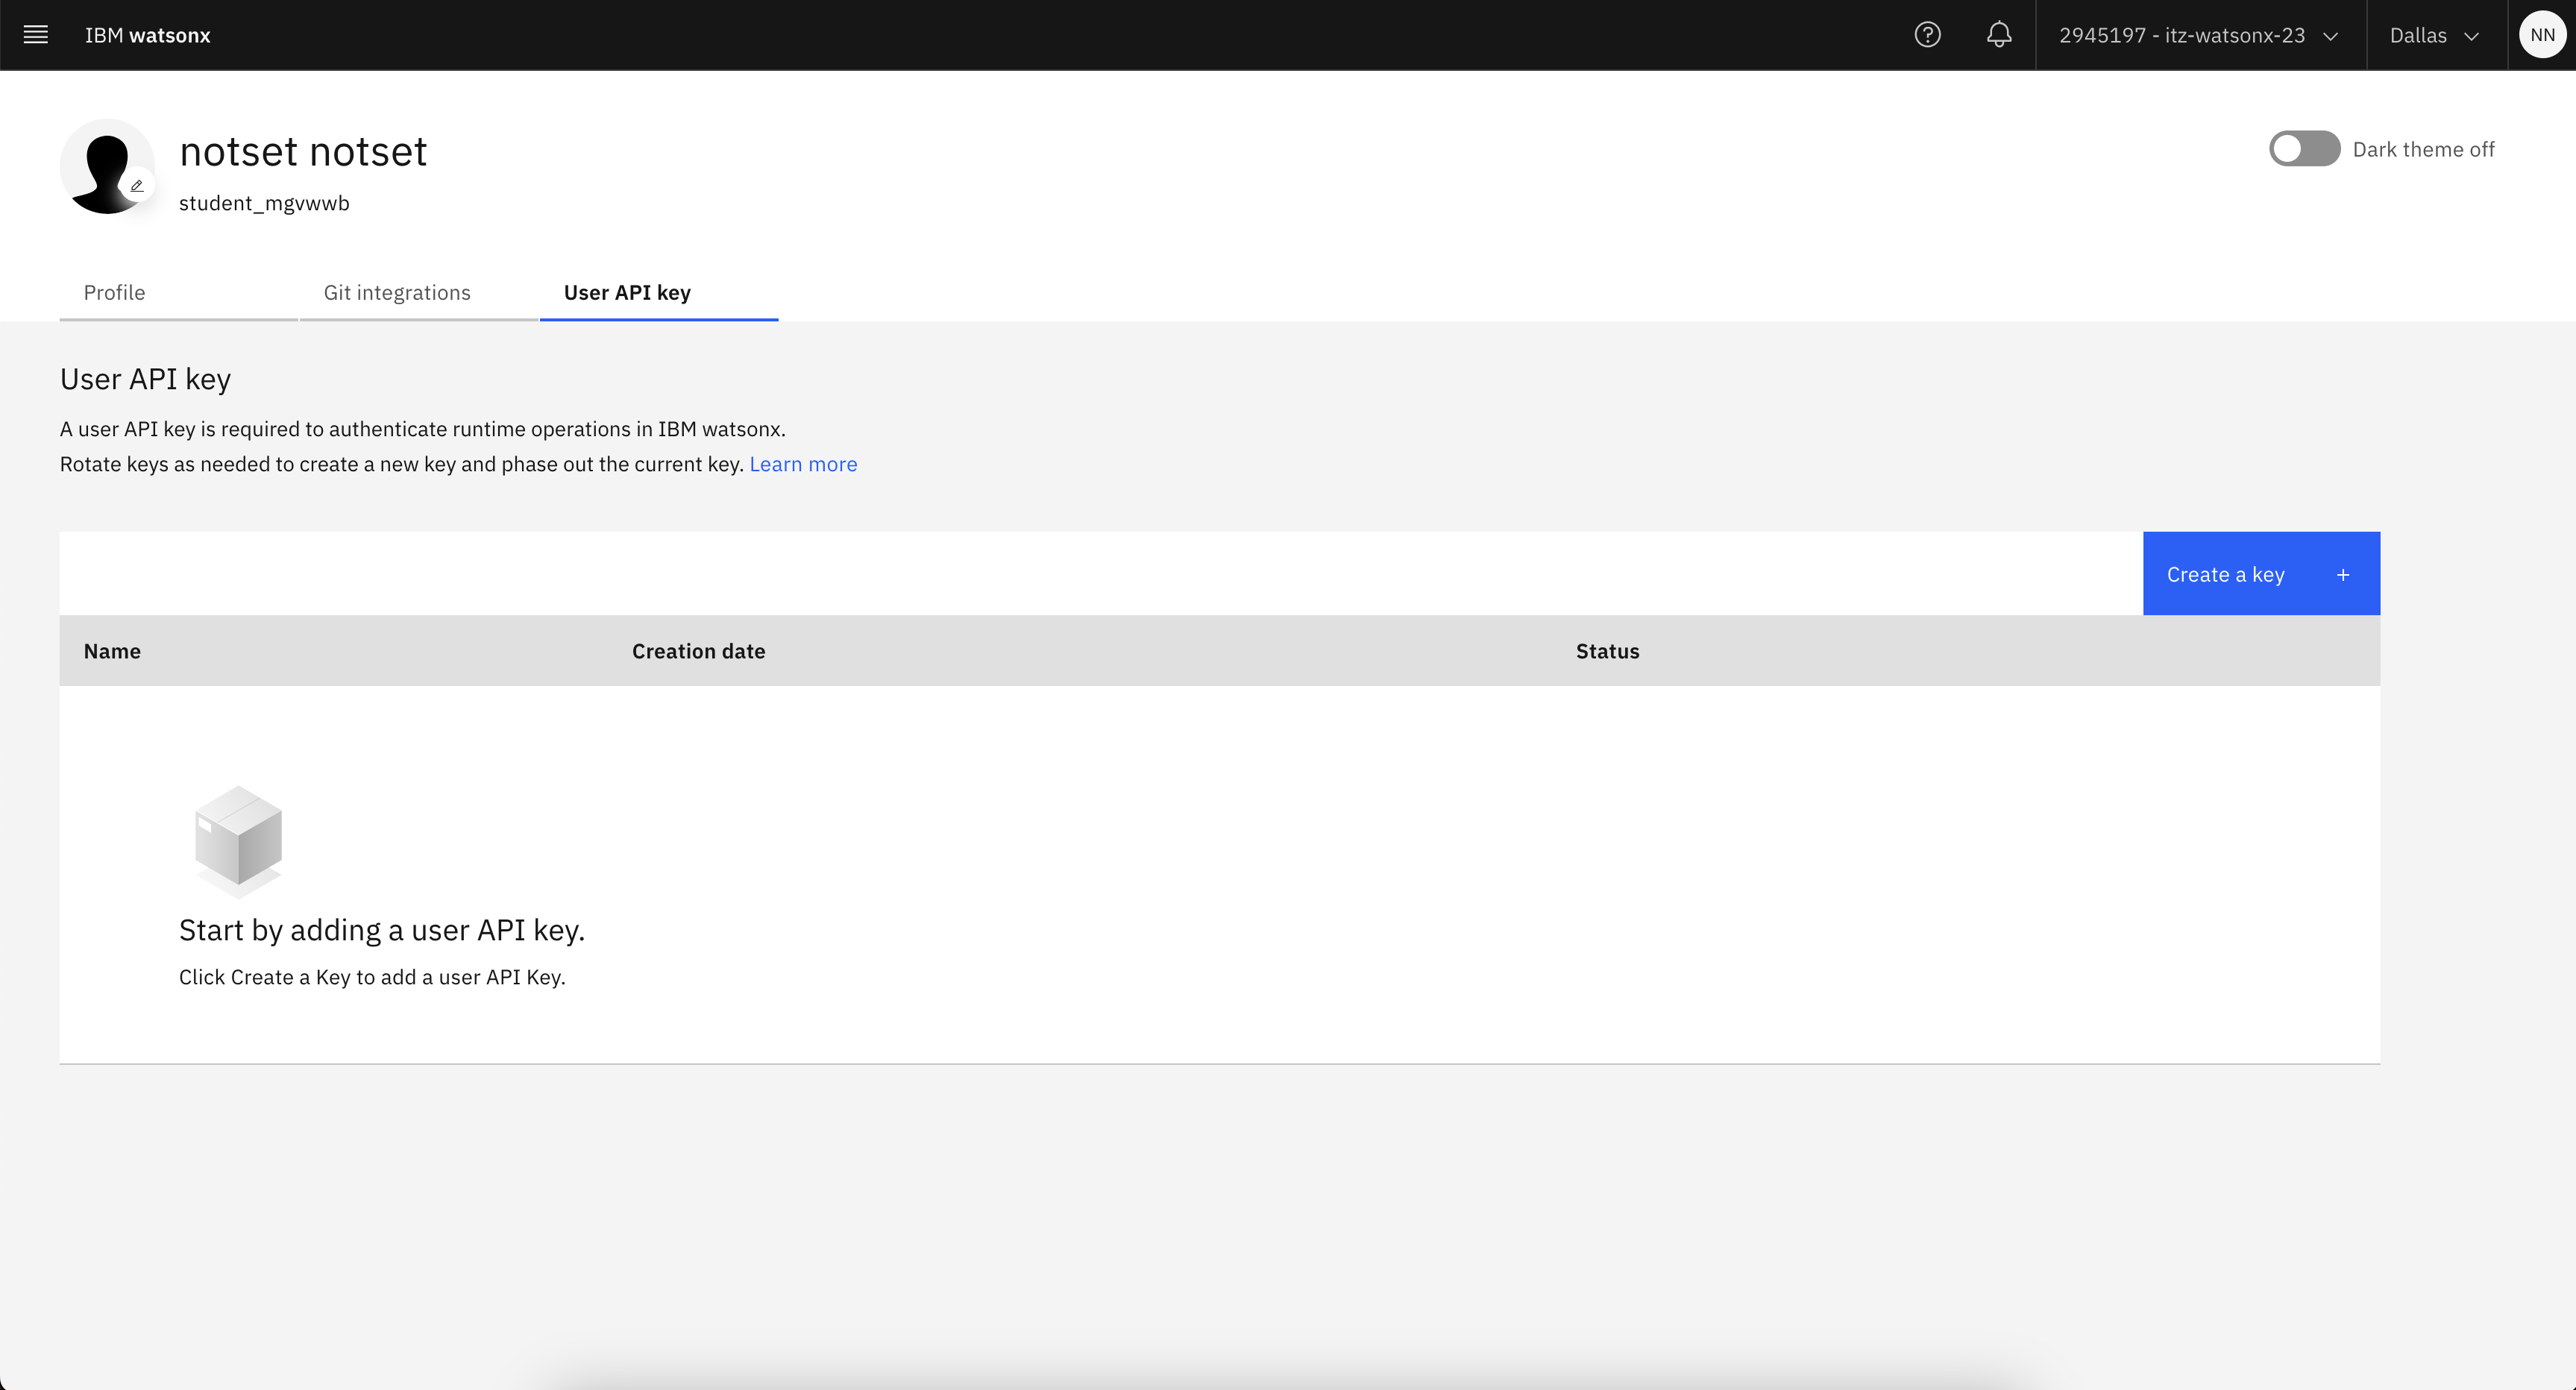 IBM watsonx
2945197 - itz-watsonx-23
Dallas
NN
notset notset
student_mgvwwb
Dark theme off
Profile
Git integrations
User API key
User API key
A user API key is required to authenticate runtime operations in IBM watsonx.
Rotate keys as needed to create a new key and phase out the current key. Learn more
Create a key +
Name
Creation date
Status
Start by adding a user API key.
Click Create a Key to add a user API Key.